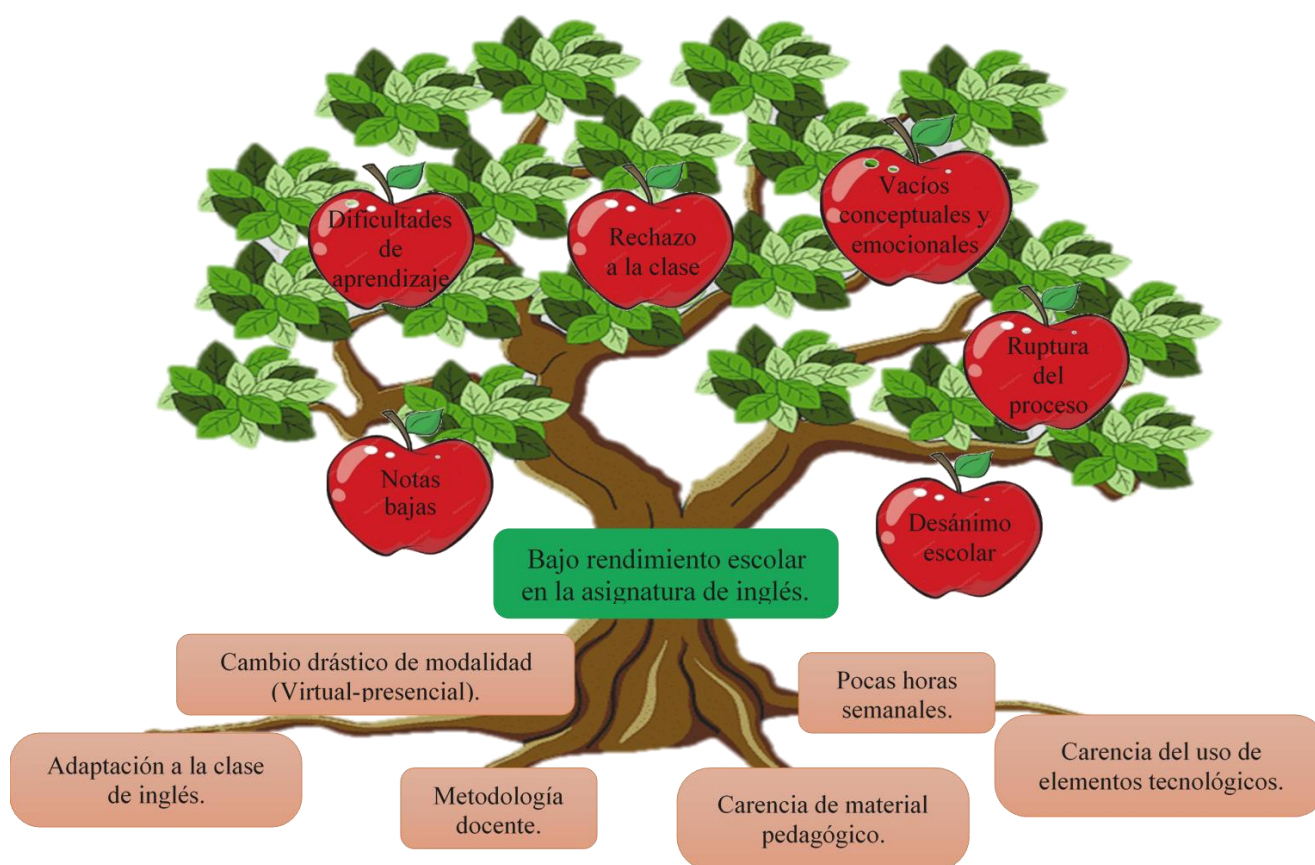 Dificultades
de
aprendizaje
Rechazo
a la clase
Vacíos
conceptuales y
emocionales
Ruptura
del
proceso
Notas
bajas
Desánimo
escolar
Bajo rendimiento escolar
en la asignatura de inglés.
Cambio drástico de modalidad
(Virtual-presencial).
Pocas horas
semanales.
Adaptación a la clase
de inglés.
Metodología
docente.
Carencia de material
pedagógico.
Carencia del uso de
elementos tecnológicos.